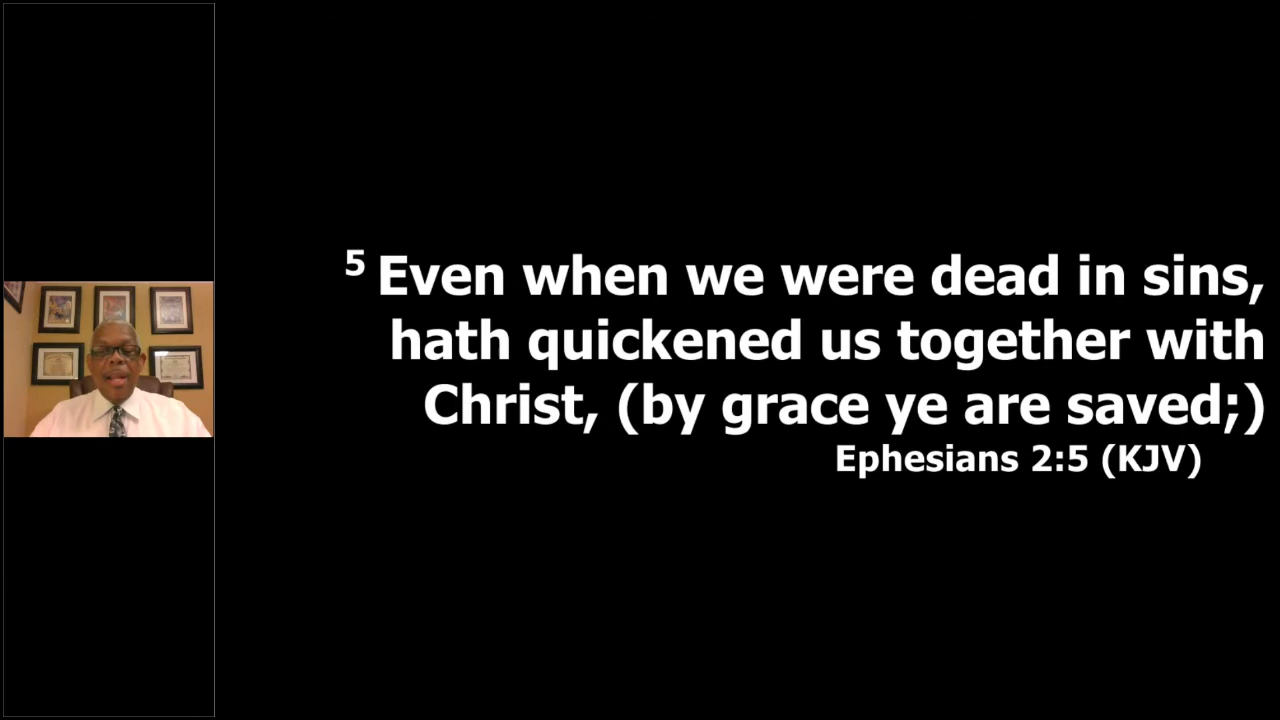 5 Even when we were dead in sins,
hath quickened us together with
Christ, (by grace ye are saved;)
Ephesians 2:5 (KJV)